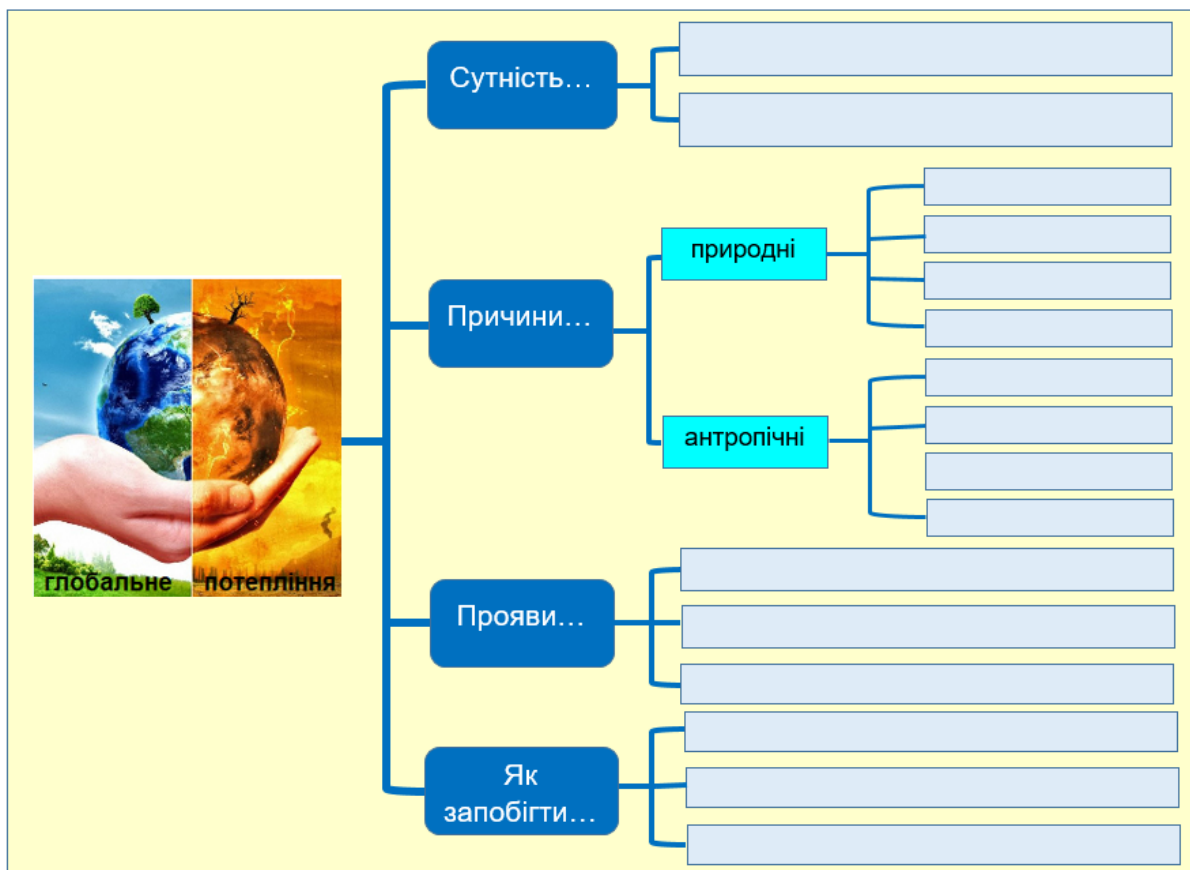 Сутність…
природні
Причини…
антропічні
глобальне потепління
Прояви…
Як
запобігти…